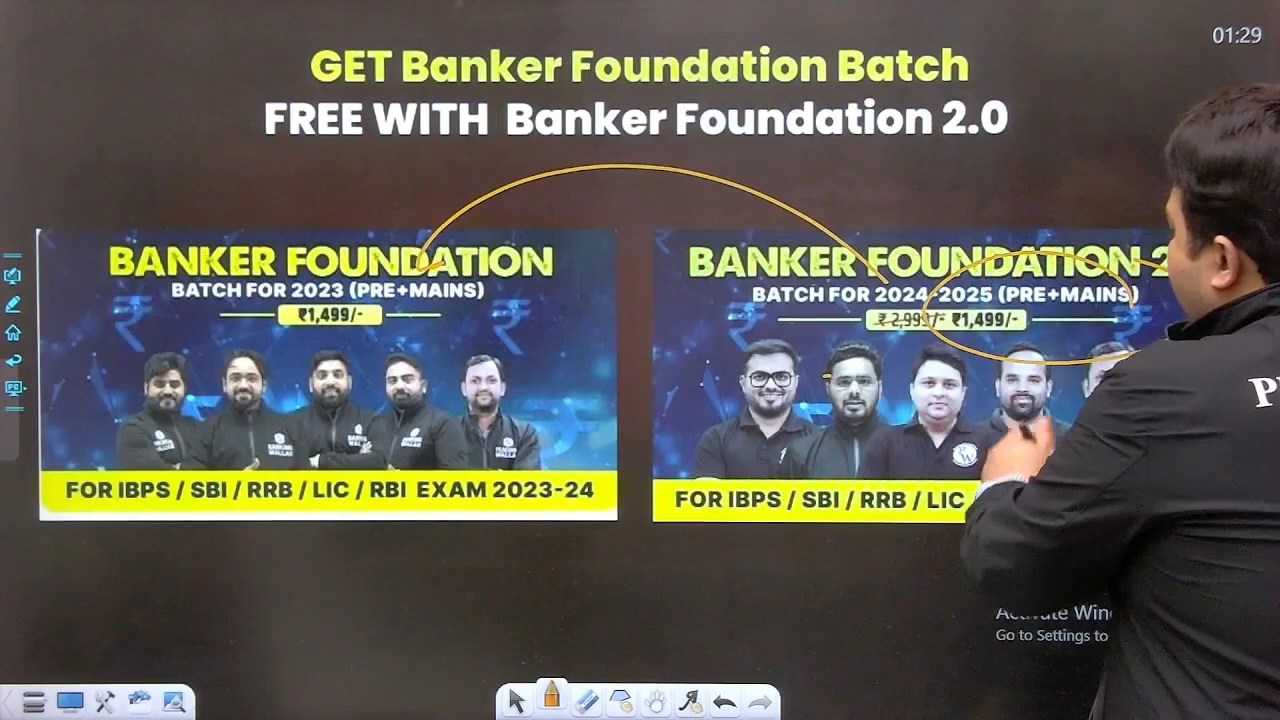 01:29
GET Banker Foundation Batch
FREE WITH Banker Foundation 2.0
BANKER FOUNDATION
BATCH FOR 2023 (PRE+MAINS)
₹1,499/-
FOR IBPS / SBI / RRB / LIC / RBI EXAM 2023-24
BANKER FOUNDATION 2
BATCH FOR 2024-2025 (PRE+MAINS)
₹ 2,999/- ₹1,499/-
FOR IBPS / SBI / RRB / LIC
Activate Win
Go to Settings to